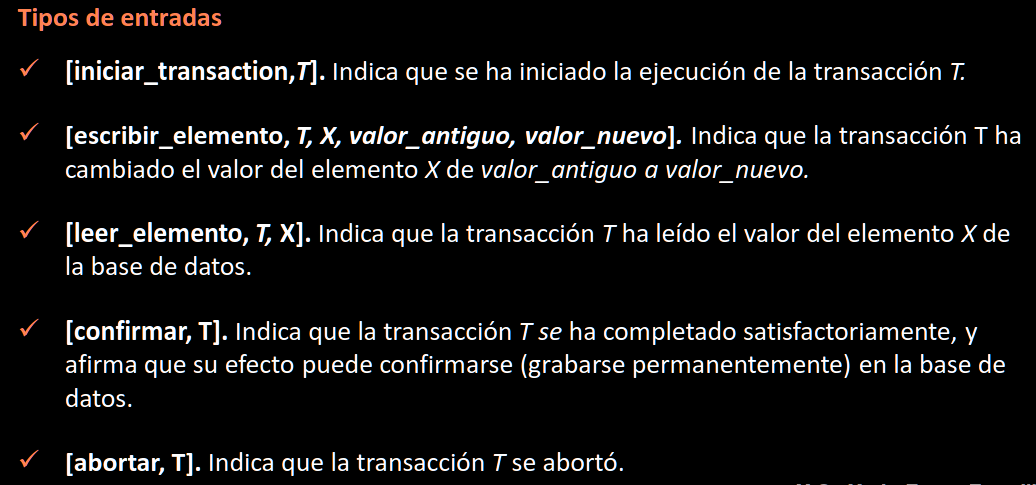 Tipos de entradas
✓ [iniciar_transaction,T]. Indica que se ha iniciado la ejecución de la transacción T.
✓ [escribir_elemento, T, X, valor_antiguo, valor_nuevo]. Indica que la transacción T ha
cambiado el valor del elemento X de valor_antiguo a valor_nuevo.
✓ [leer_elemento, T, X]. Indica que la transacción T ha leído el valor del elemento X de
la base de datos.
✓ [confirmar, T]. Indica que la transacción T se ha completado satisfactoriamente, y
afirma que su efecto puede confirmarse (grabarse permanentemente) en la base de
datos.
✓ [abortar, T]. Indica que la transacción T se abortó.